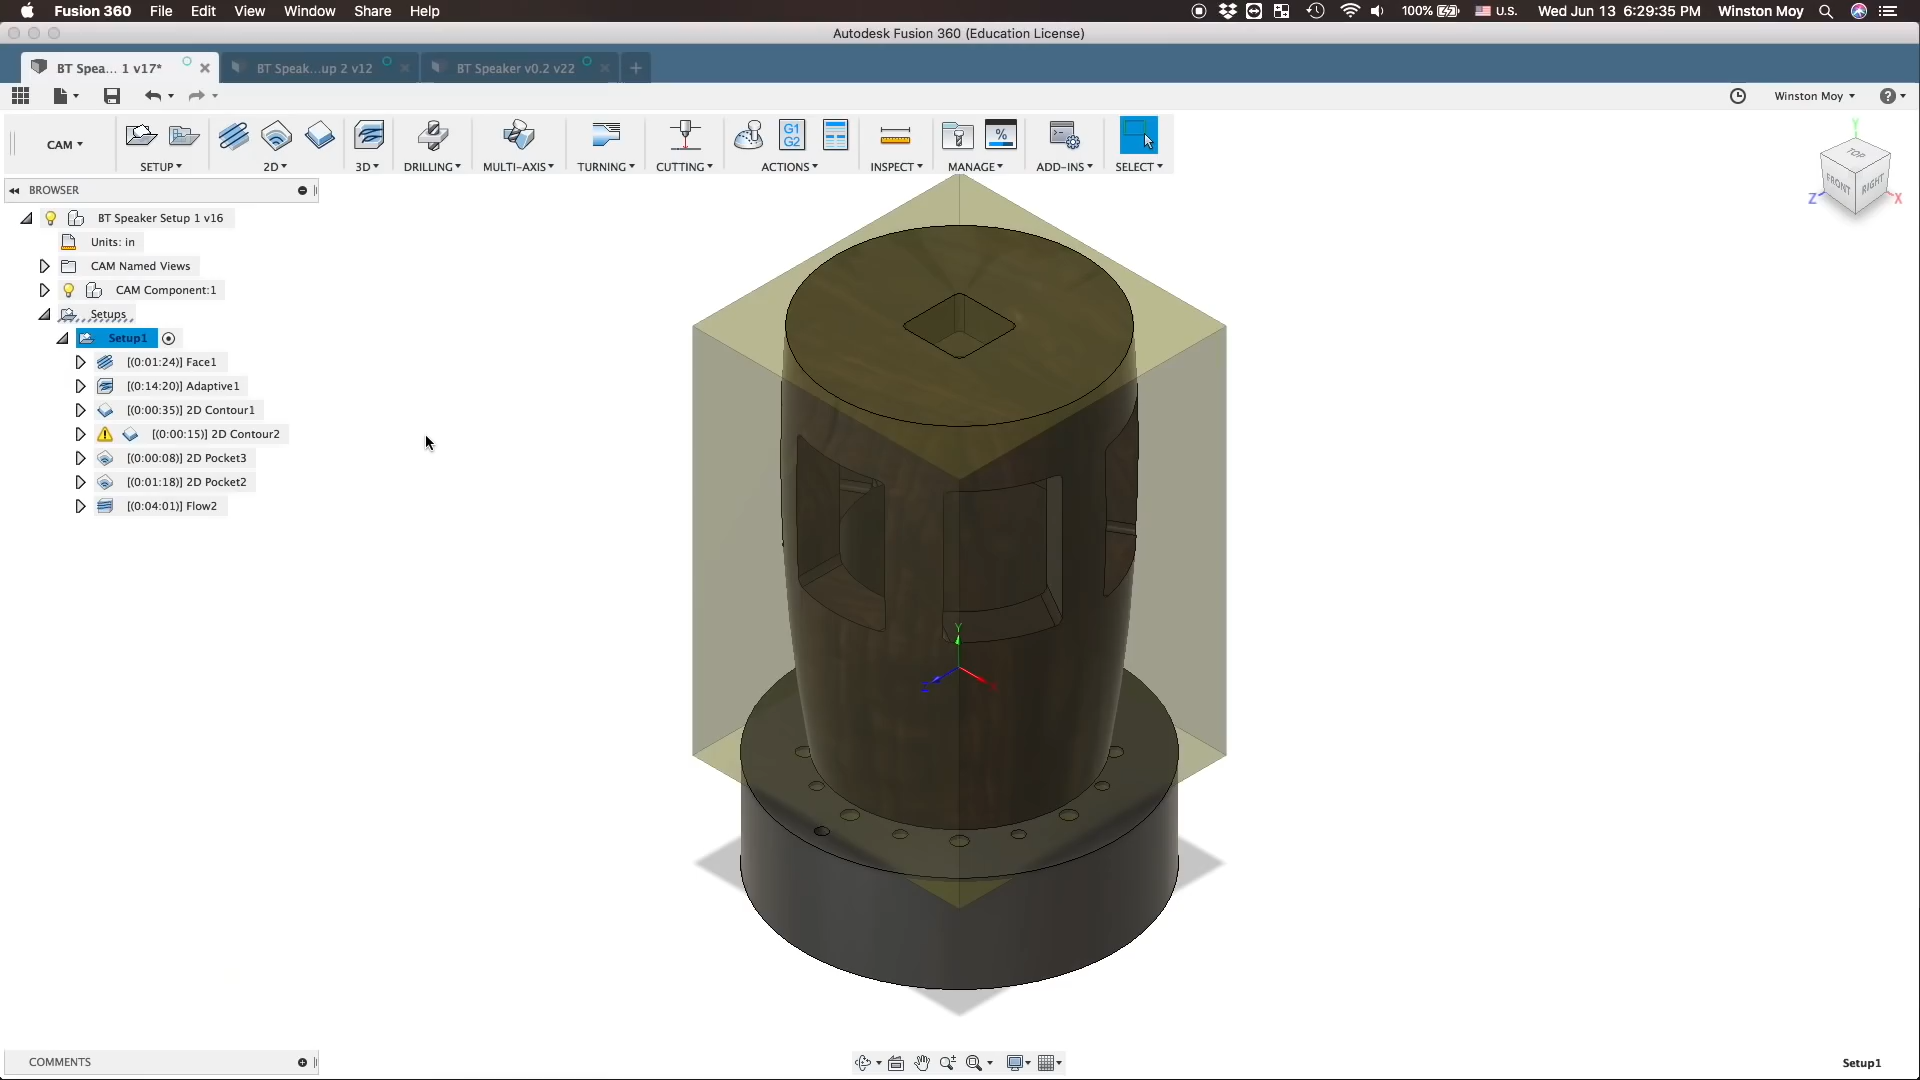 Fusion 360 File Edit View Window Share Help 100% U.S. Wed Jun 13 6:29:35 PM Winston Moy
Autodesk Fusion 360 (Education License)
BT Spea... 1 v17* BT Speak...up 2 v12 BT Speaker v0.2 v22
Winston Moy
CAM SETUP 2D 3D DRILLING MULTI-AXIS TURNING CUTTING G1 G2 ACTIONS INSPECT % MANAGE ADD-INS SELECT
BROWSER
BT Speaker Setup 1 v16
Units: in
CAM Named Views
CAM Component:1
Setups
Setup1
[(0:01:24)] Face1
[(0:14:20)] Adaptive1
[(0:00:35)] 2D Contour1
[(0:00:15)] 2D Contour2
[(0:00:08)] 2D Pocket3
[(0:01:18)] 2D Pocket2
[(0:04:01)] Flow2
Y
TOP
FRONT RIGHT
Z X
Y
Z X
COMMENTS
Setup1